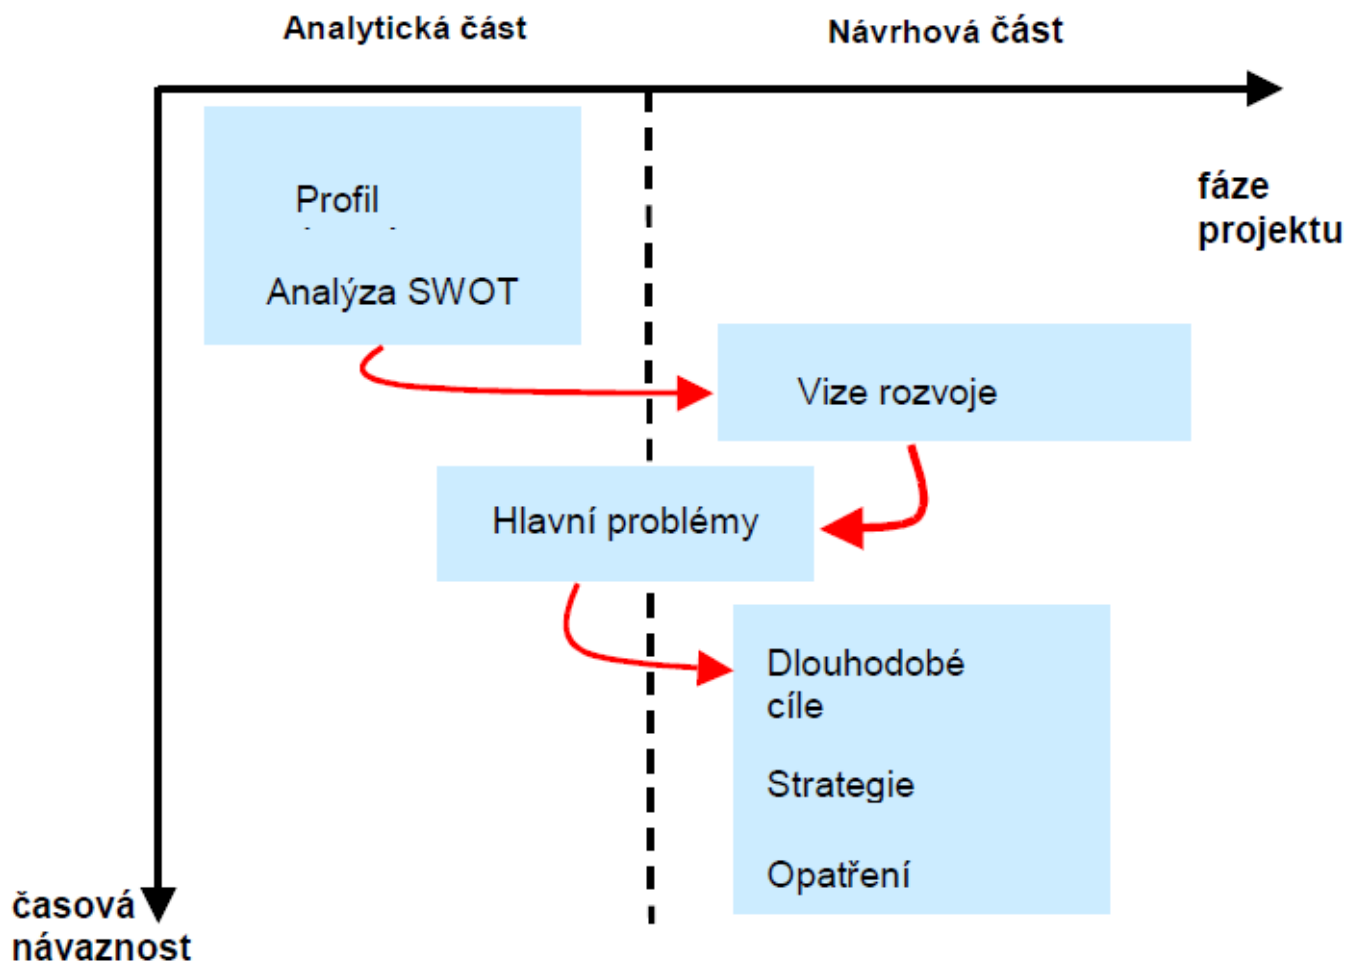 Analytická část
Návrhová část
fáze
projektu
Profil
Analýza SWOT
Vize rozvoje
Hlavní problémy
Dlouhodobé
cíle
Strategie
Opatření
časová
návaznost